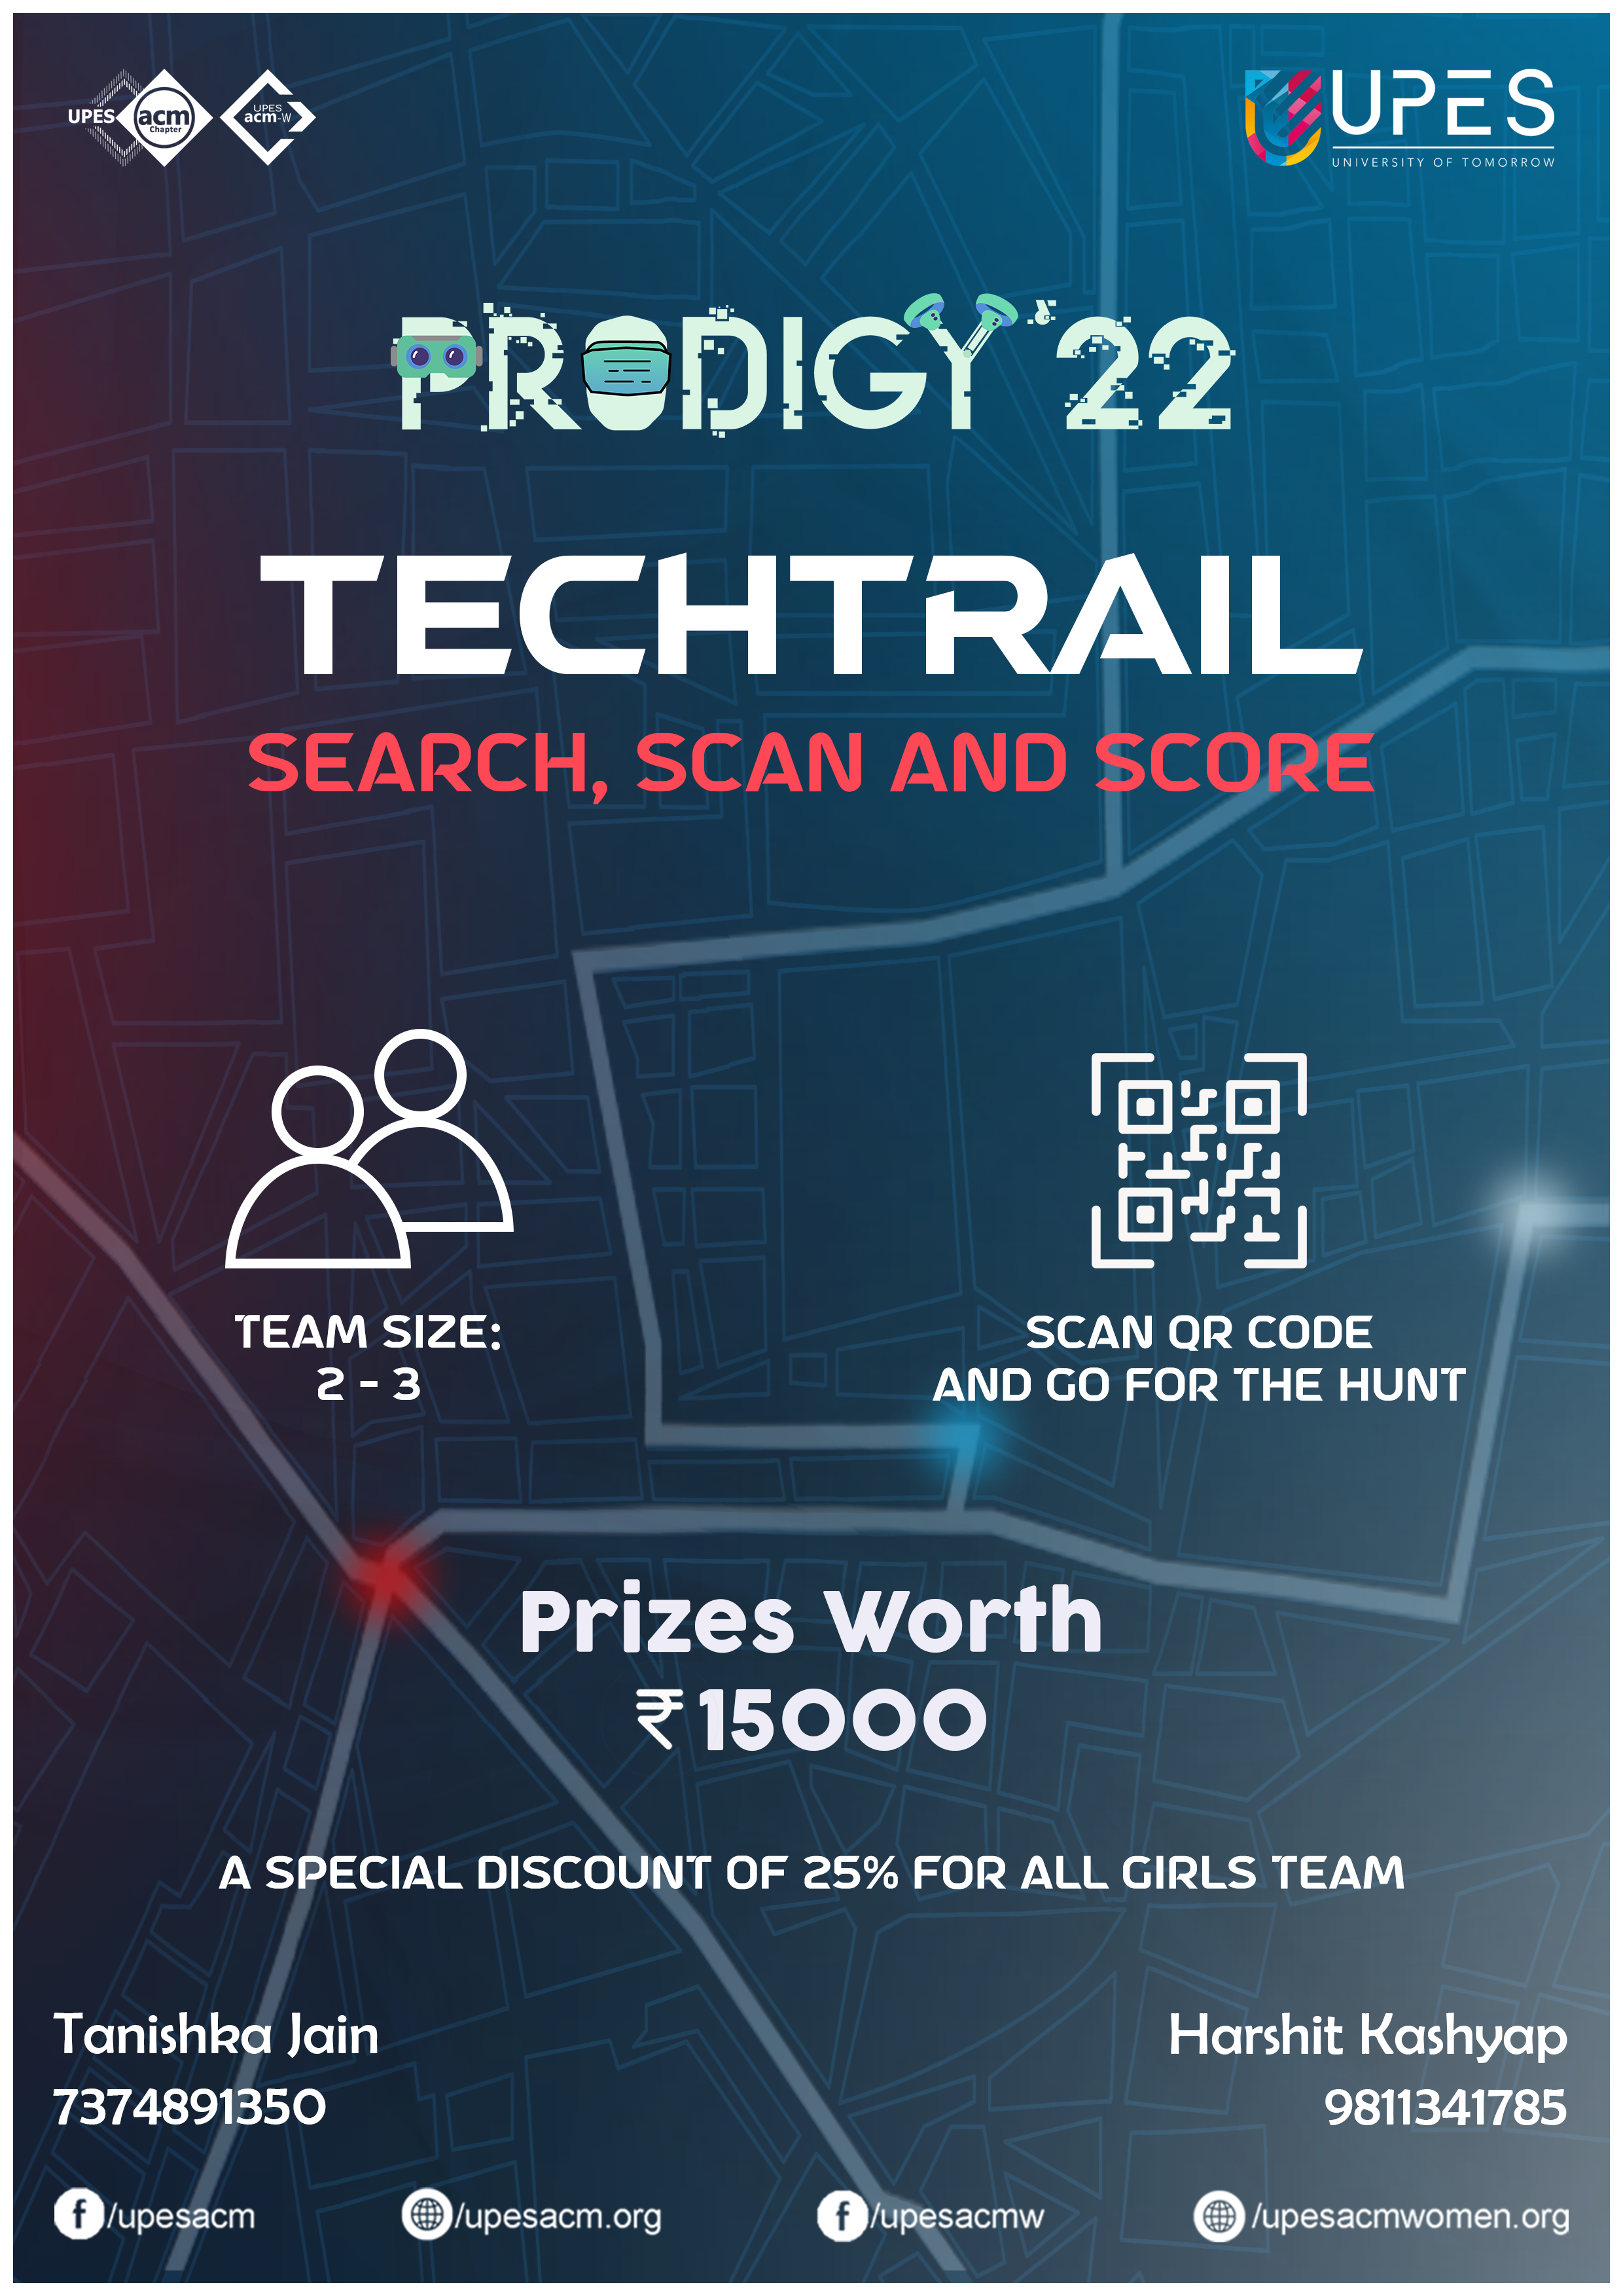 UPES acm Chapter
UPES acm-W
UPES
UNIVERSITY OF TOMORROW
PRODIGY '22
TECHTRAIL
SEARCH, SCAN AND SCORE
TEAM SIZE:
2 - 3
SCAN QR CODE
AND GO FOR THE HUNT
Prizes Worth
₹15000
A SPECIAL DISCOUNT OF 25% FOR ALL GIRLS TEAM
Tanishka Jain
7374891350
Harshit Kashyap
9811341785
/upesacm
/upesacm.org
/upesacmw
/upesacmwomen.org